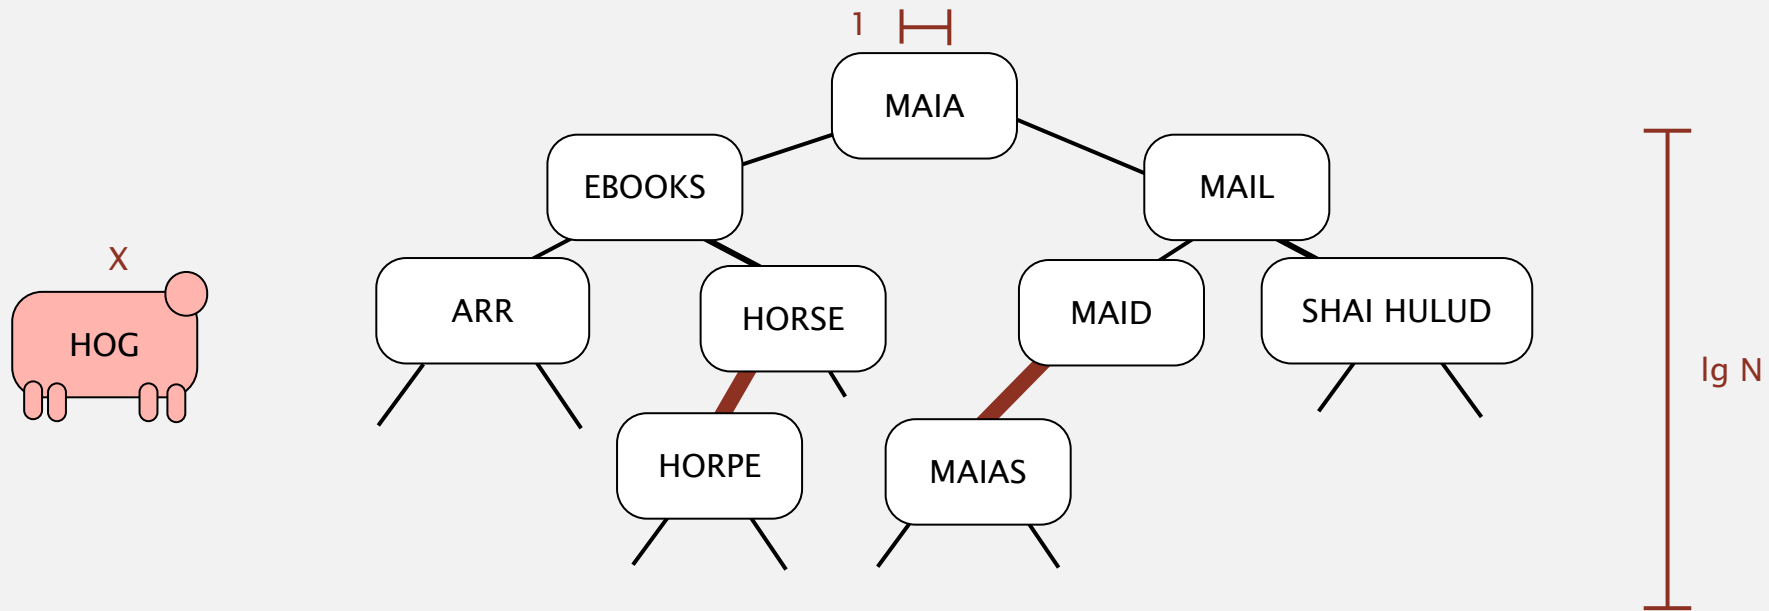 1
MAIA
EBOOKS
MAIL
X
HOG
ARR
HORSE
MAID
SHAI HULUD
lg N
HORPE
MAIAS